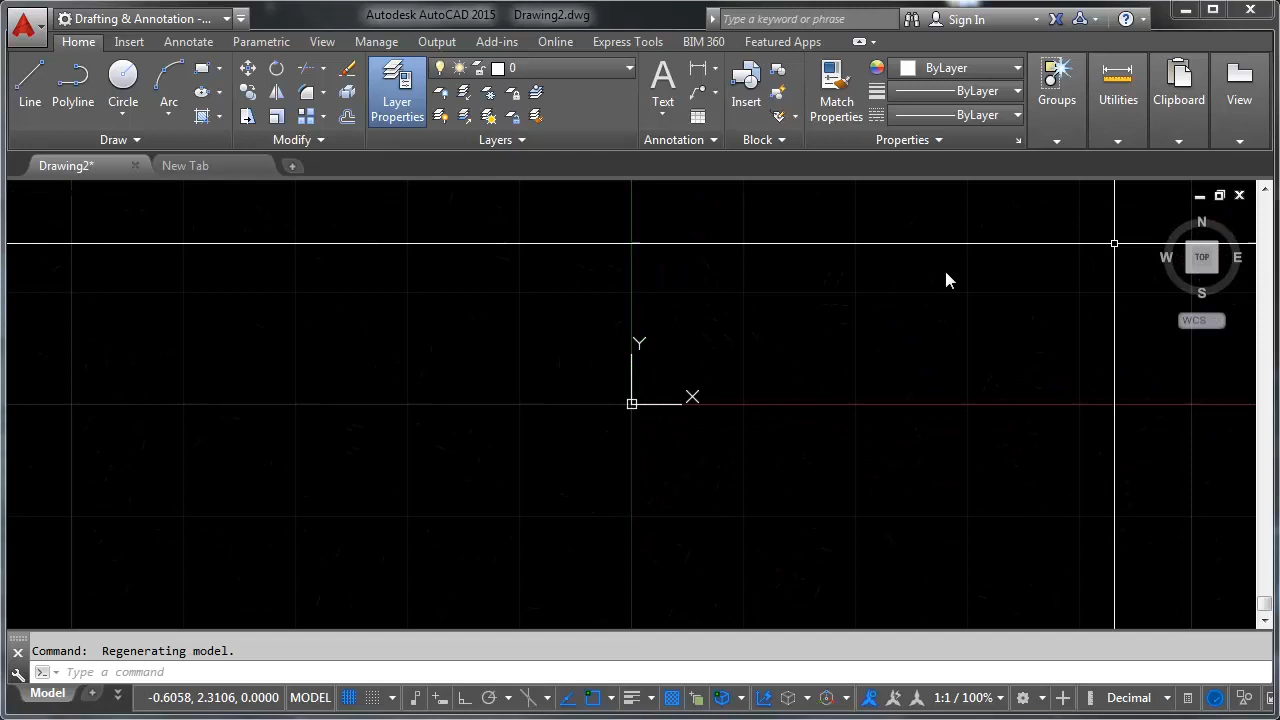 Drafting & Annotation -...
Autodesk AutoCAD 2015 Drawing2.dwg
Type a keyword or phrase
Sign In
Home Insert Annotate Parametric View Manage Output Add-ins Online Express Tools BIM 360 Featured Apps
Line
Polyline
Circle
Arc
Layer
Properties
0
Text
Insert
Match
Properties
ByLayer
ByLayer
ByLayer
Groups
Utilities
Clipboard
View
Draw
Modify
Layers
Annotation
Block
Properties
Drawing2*
New Tab
N
W
TOP
E
S
WCS
Y
X
Command: Regenerating model.
Type a command
Model
-0.6058, 2.3106, 0.0000 MODEL
1:1 / 100%
Decimal